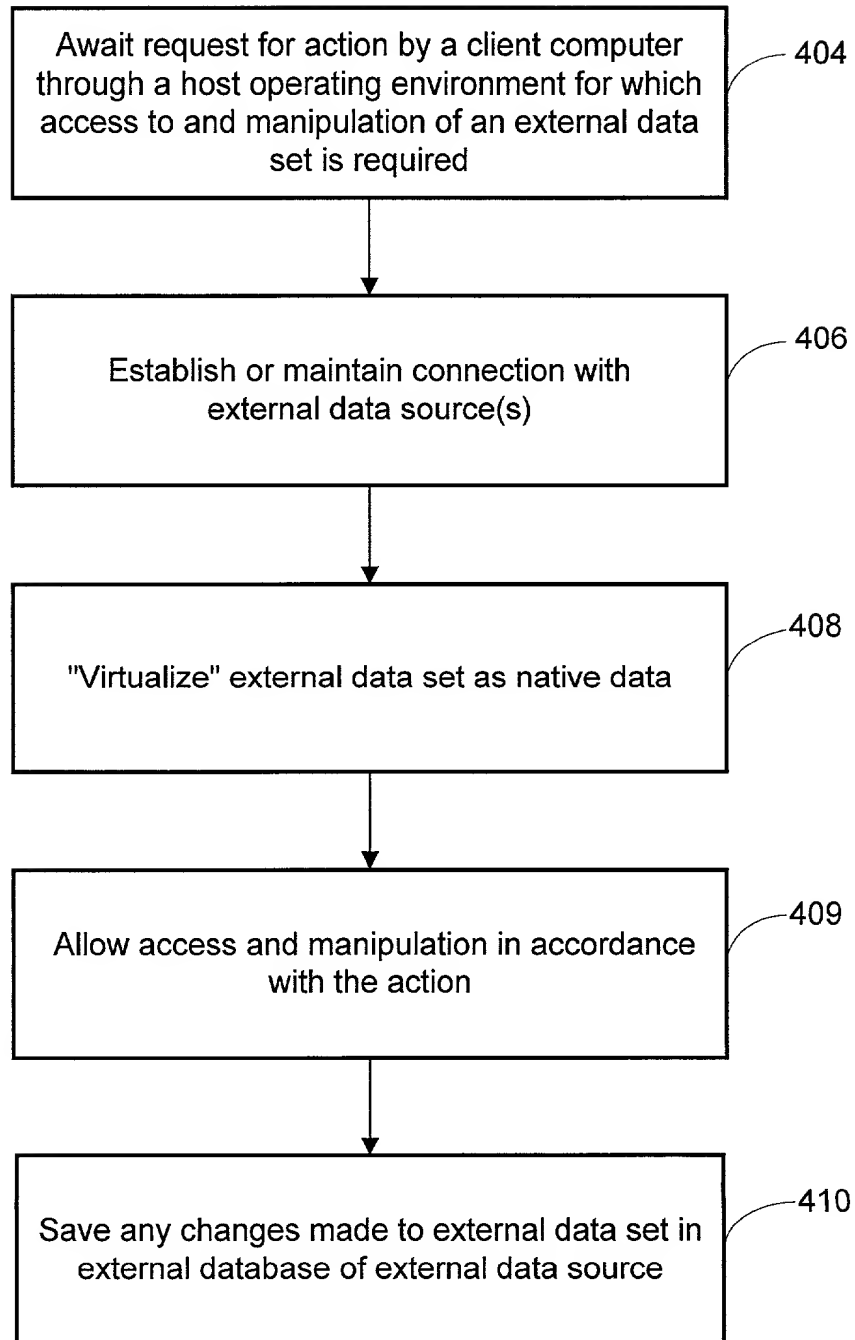 Await request for action by a client computer
through a host operating environment for which
access to and manipulation of an external data
set is required
404
Establish or maintain connection with
external data source(s)
406
"Virtualize" external data set as native data
408
Allow access and manipulation in accordance
with the action
409
Save any changes made to external data set in
external database of external data source
410